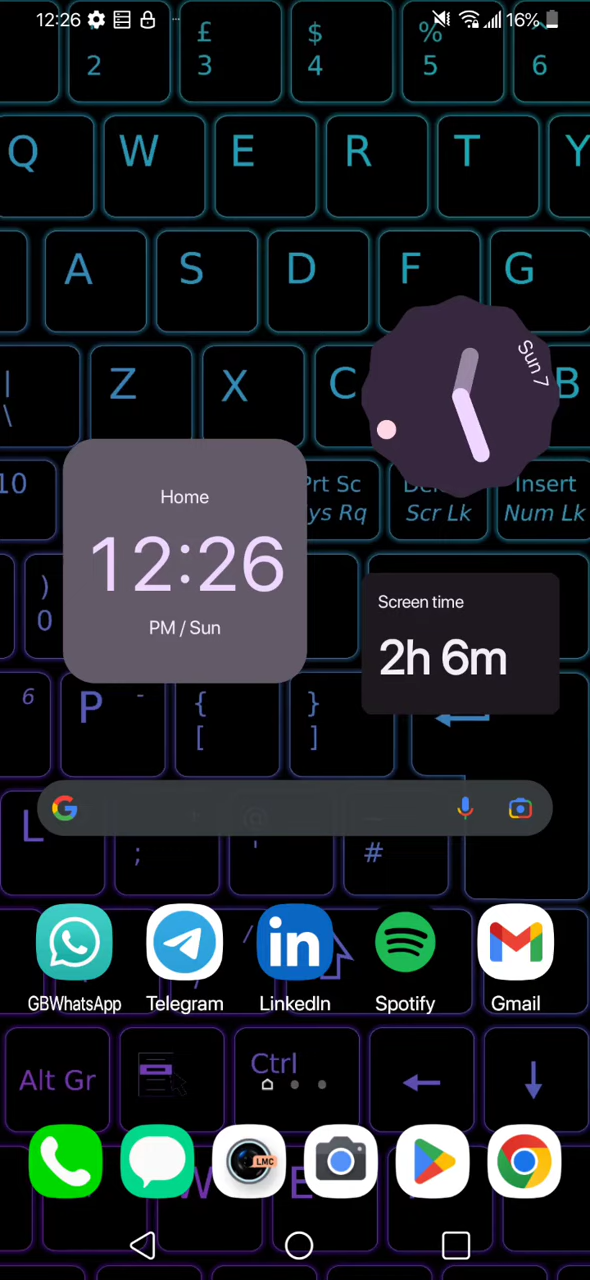 12:26
16%
£
$
%
2
3
4
5
6
Q
W
E
R
T
Y
A
S
D
F
G
Sun 7
|
\
Z
X
C
B
10
Prt Sc
Insert
ys Rq
Scr Lk
Num Lk
Home
12:26
PM / Sun
)
0
Screen time
2h 6m
6
P
-
{
[
}
]
L
;
@
'
#
GBWhatsApp
Telegram
LinkedIn
Spotify
Gmail
Alt Gr
Ctrl
LMC
W
E